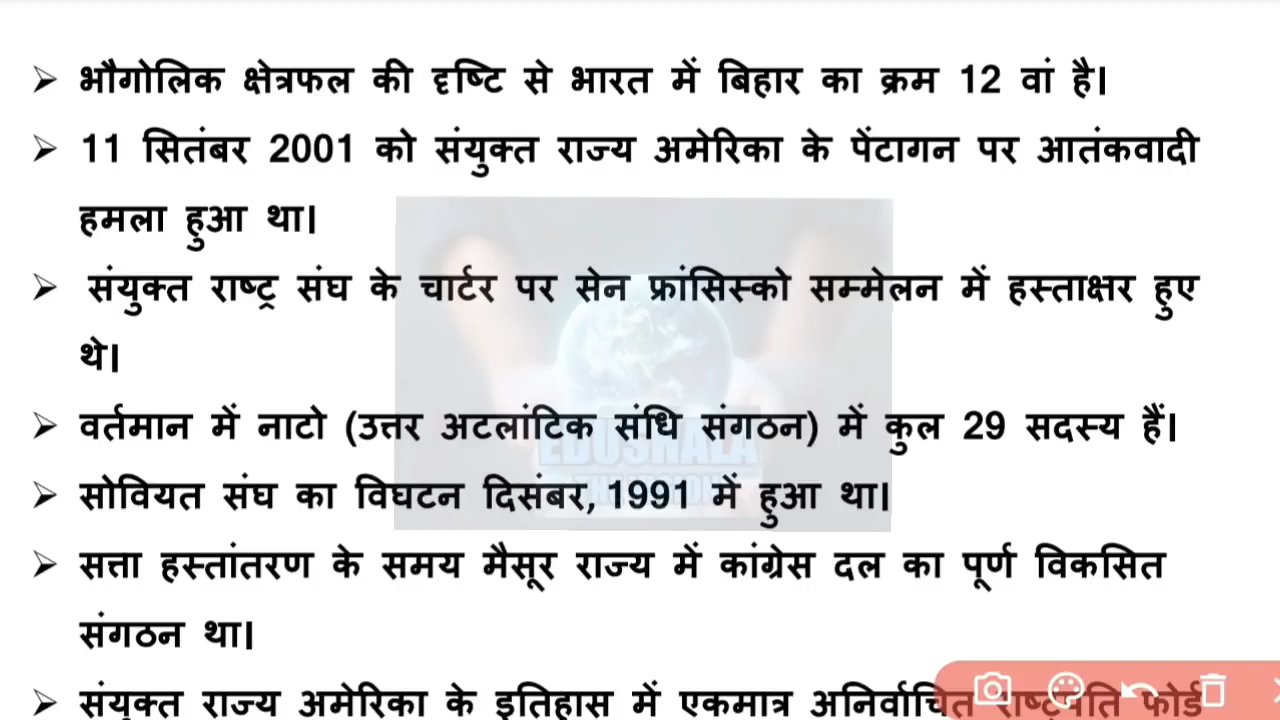 ➢ भौगोलिक क्षेत्रफल की दृष्टि से भारत में बिहार का क्रम 12 वां है।
➢ 11 सितंबर 2001 को संयुक्त राज्य अमेरिका के पेंटागन पर आतंकवादी
हमला हुआ था।
➢ संयुक्त राष्ट्र संघ के चार्टर पर सेन फ्रांसिस्को सम्मेलन में हस्ताक्षर हुए
थे।
➢ वर्तमान में नाटो (उत्तर अटलांटिक संधि संगठन) में कुल 29 सदस्य हैं।
➢ सोवियत संघ का विघटन दिसंबर, 1991 में हुआ था।
➢ सत्ता हस्तांतरण के समय मैसूर राज्य में कांग्रेस दल का पूर्ण विकसित
संगठन था।
➢ संयुक्त राज्य अमेरिका के इतिहास में एकमात्र अनिर्वाचित राष्ट्रपति फोर्ड
EDUSHALA